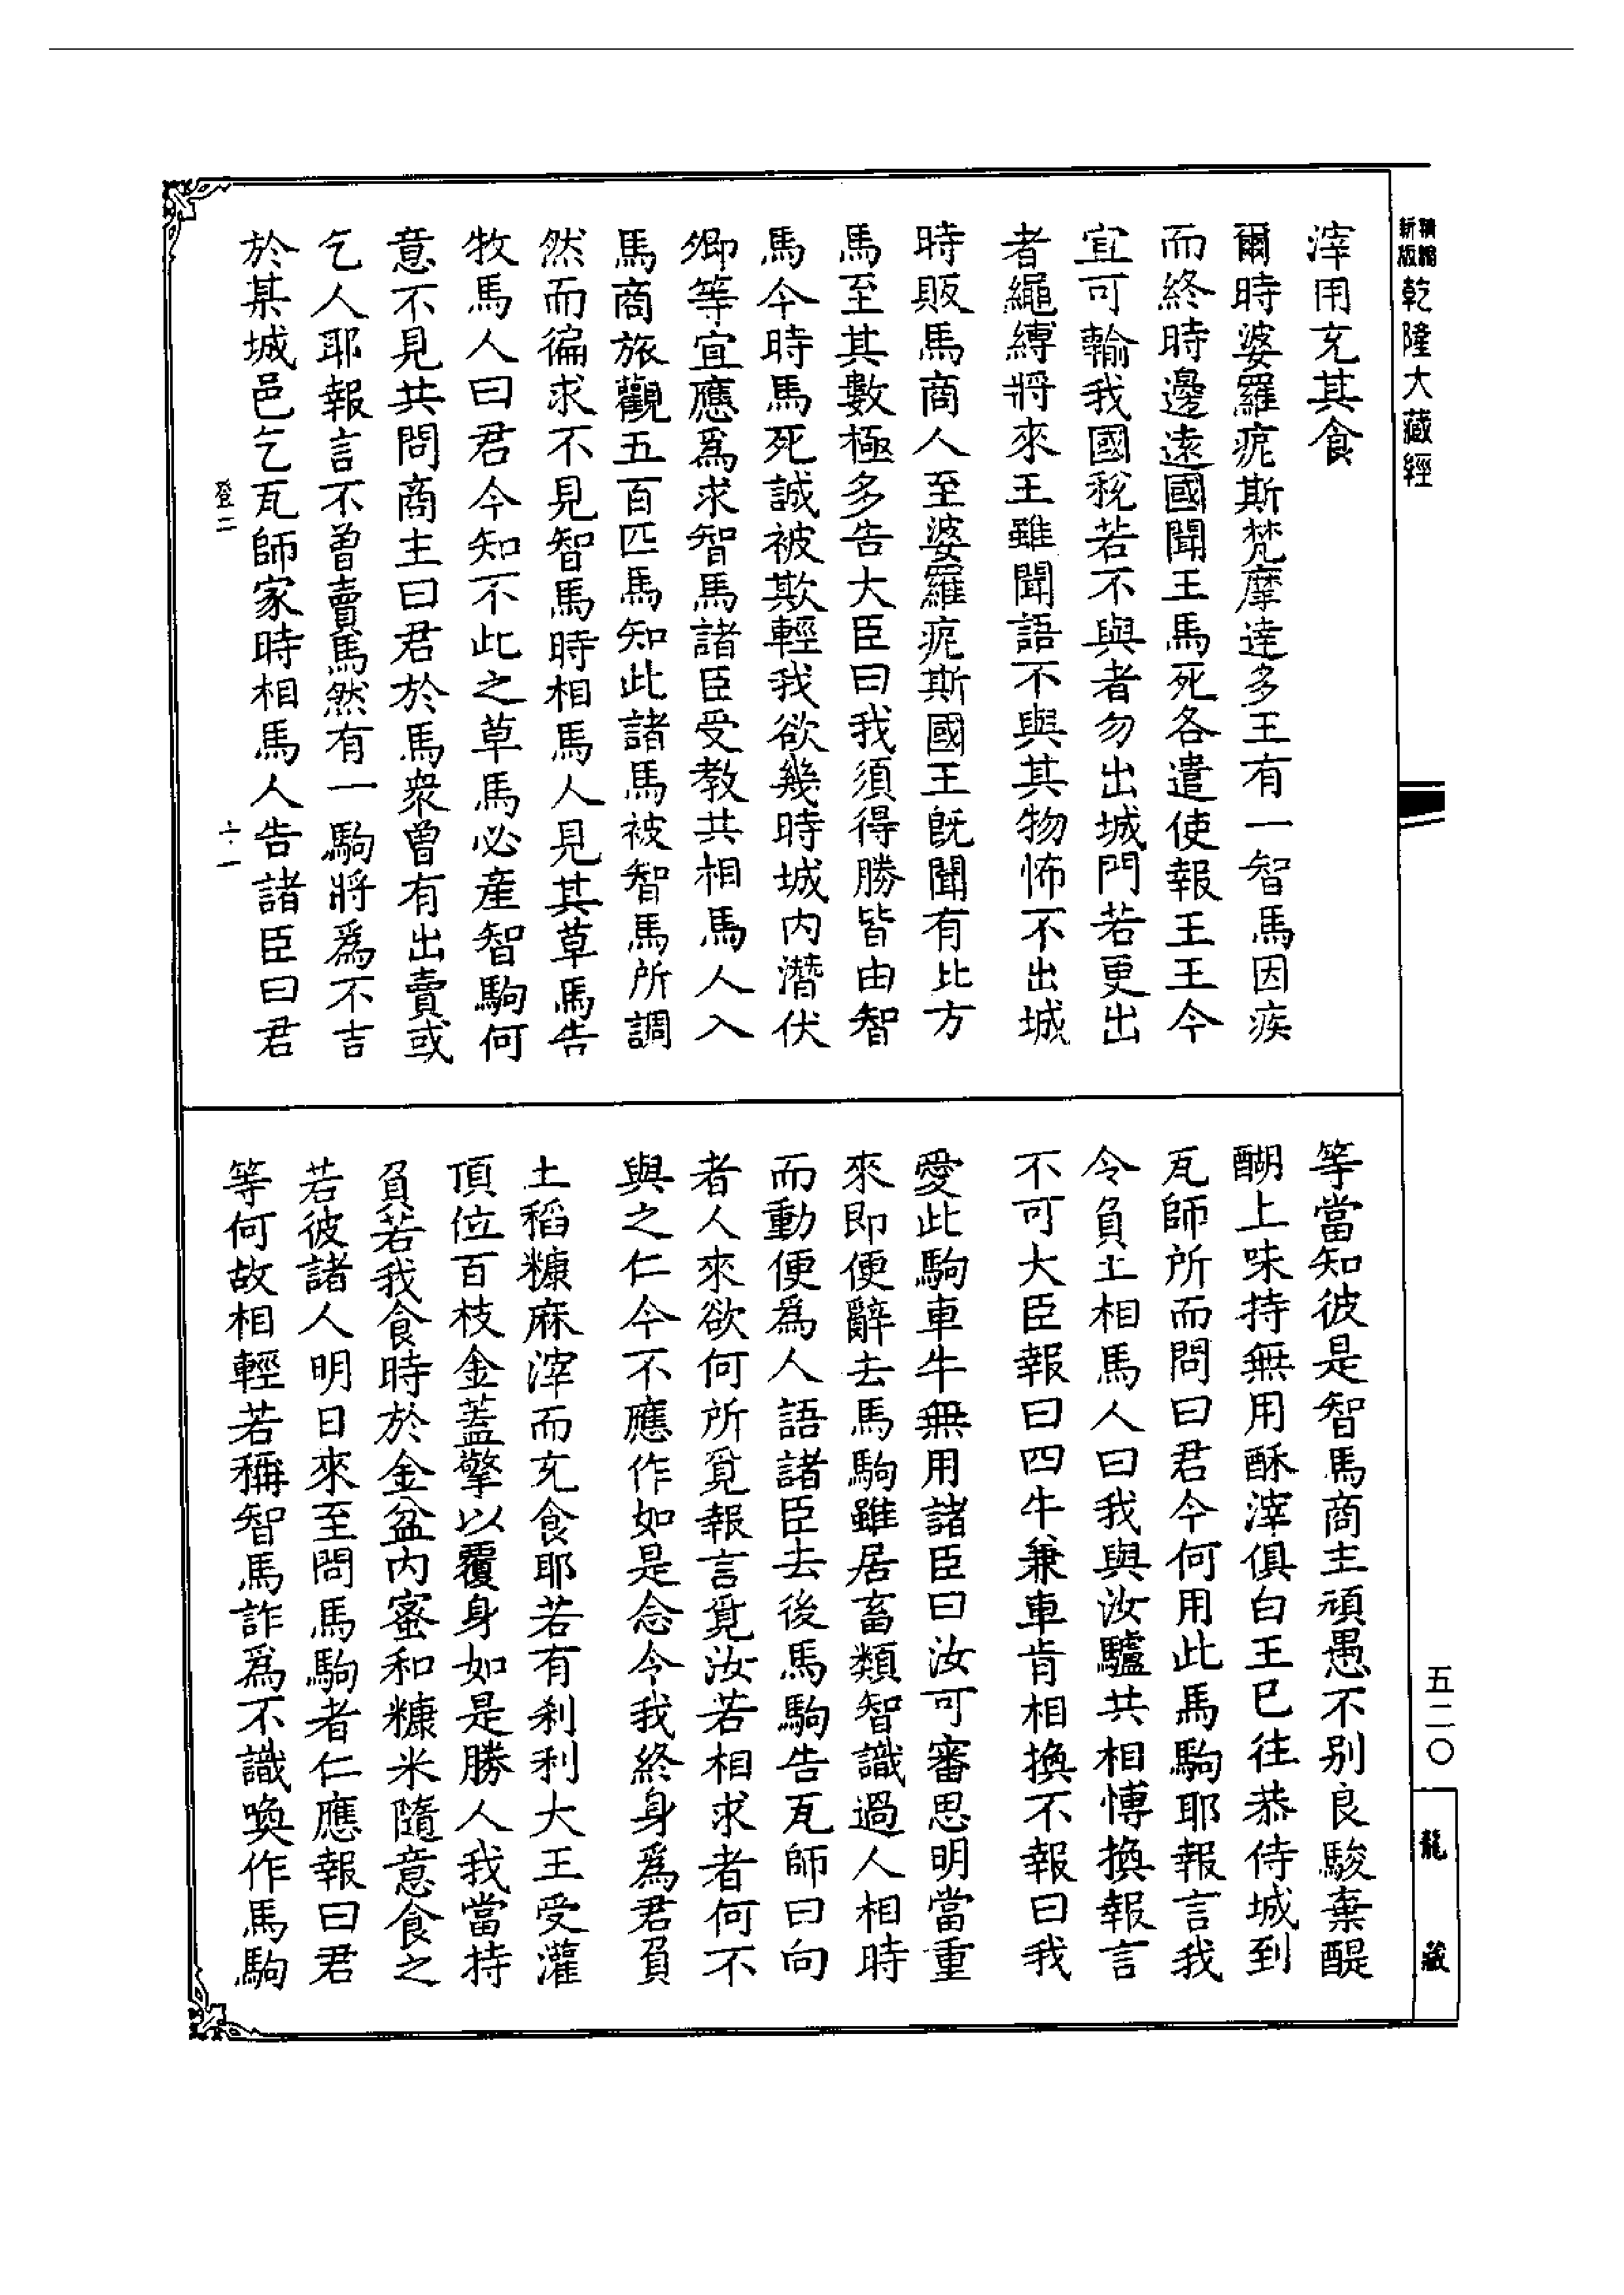 精縮新版乾隆大藏經
滓用充其食
爾時婆羅痆斯梵摩達多王有一智馬因疾
而終時邊遠國聞王馬死各遣使報王王今
宜可輸我國稅若不與者勿出城門若更出
者繩縛將來王雖聞語不與其物怖不出城
時販馬商人至婆羅痆斯國王旣聞有比方
馬至其數極多告大臣曰我須得勝皆由智
馬今時馬死誠被欺輕我欲幾時城內潛伏
卿等宜應爲求智馬諸臣受教共相馬人入
馬商旅觀五百匹馬知此諸馬被智馬所調
然而徧求不見智馬時相馬人見其草馬告
牧馬人曰君今知不此之草馬必產智駒何
意不見共問商主曰君於馬衆曾有出賣或
乞人耶報言不曾賣馬然有一駒將爲不吉
於某城邑乞瓦師家時相馬人告諸臣曰君
登二
十一
等當知彼是智馬商主頑愚不別良駿棄醍
醐上味持無用酥滓俱白王已往恭侍城到
瓦師所而問曰君今何用此馬駒耶報言我
令負土相馬人曰我與汝驢共相博換報言
不可大臣報曰四牛兼車肯相換不報曰我
愛此駒車牛無用諸臣曰汝可審思明當重
來即便辭去馬駒雖居畜類智識過人相時
而動便爲人語諸臣去後馬駒告瓦師曰向
者人來欲何所覓報言覓汝若相求者何不
與之仁今不應作如是念令我終身爲君負
土稻糠麻滓而充食耶若有刹利大王受灌
頂位百枝金蓋擎以覆身如是勝人我當持
負若我食時於金盆內蜜和糠米隨意食之
若彼諸人明日來至問馬駒者仁應報曰君
等何故相輕若稱智馬詐爲不識喚作馬駒
五二〇
龍藏